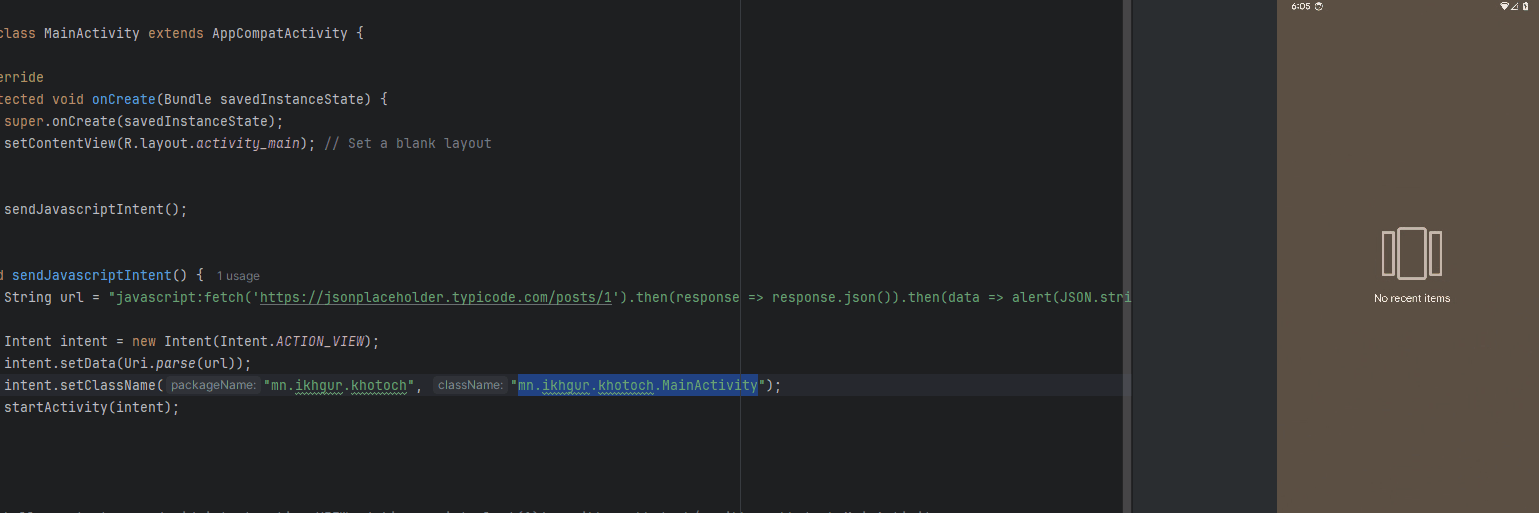 class MainActivity extends AppCompatActivity {
erride
tected void onCreate(Bundle savedInstanceState) {
super.onCreate(savedInstanceState);
setContentView(R.layout.activity_main); // Set a blank layout
sendJavascriptIntent();
d sendJavascriptIntent() { 1 usage
String url = "javascript:fetch('https://jsonplaceholder.typicode.com/posts/1').then(response => response.json()).then(data => alert(JSON.stri
Intent intent = new Intent(Intent.ACTION_VIEW);
intent.setData(Uri.parse(url));
intent.setClassName( packageName: "mn.ikhgur.khotoch", className: "mn.ikhgur.khotoch.MainActivity");
startActivity(intent);
6:05
No recent items